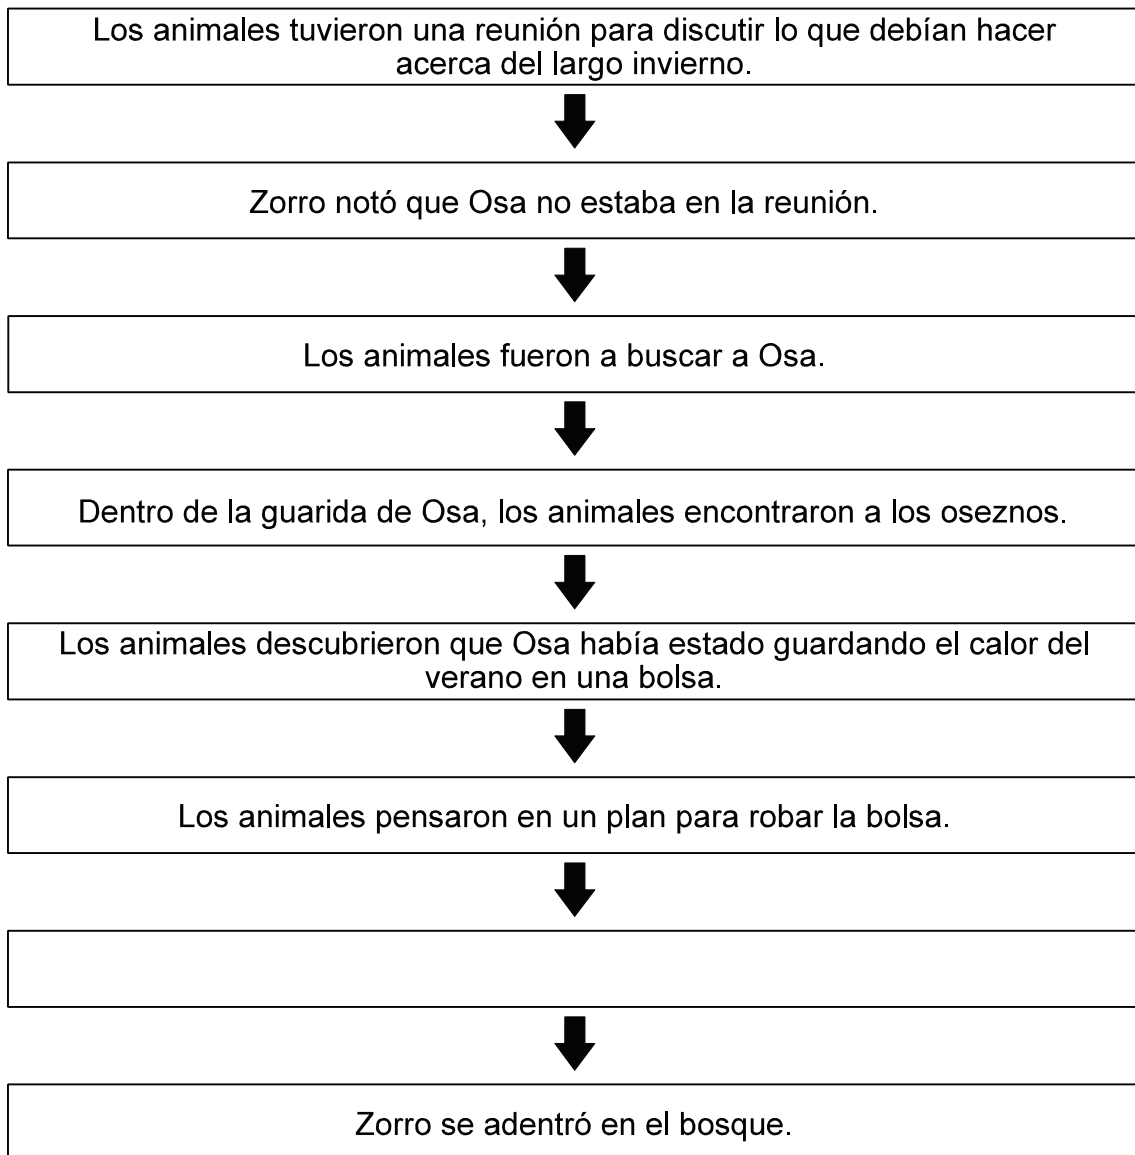 Los animales tuvieron una reunión para discutir lo que debían hacer
acerca del largo invierno.
Zorro notó que Osa no estaba en la reunión.
Los animales fueron a buscar a Osa.
Dentro de la guarida de Osa, los animales encontraron a los oseznos.
Los animales descubrieron que Osa había estado guardando el calor del
verano en una bolsa.
Los animales pensaron en un plan para robar la bolsa.
Zorro se adentró en el bosque.